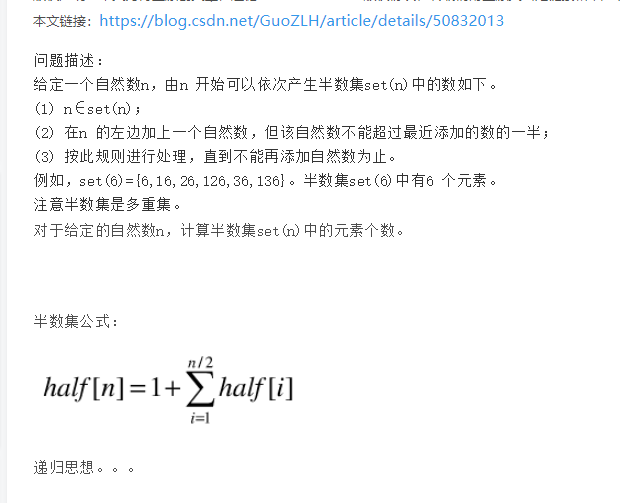 本文链接：https://blog.csdn.net/GuoZLH/article/details/50832013
问题描述：
给定一个自然数n，由n 开始可以依次产生半数集set(n)中的数如下。
(1) n∈set(n)；
(2) 在n 的左边加上一个自然数，但该自然数不能超过最近添加的数的一半；
(3) 按此规则进行处理，直到不能再添加自然数为止。
例如，set(6)={6,16,26,126,36,136}。半数集set(6)中有6 个元素。
注意半数集是多重集。
对于给定的自然数n，计算半数集set(n)中的元素个数。
半数集公式：
half[n]=1+∑_{i=1}^{n/2}half[i]
递归思想。。。